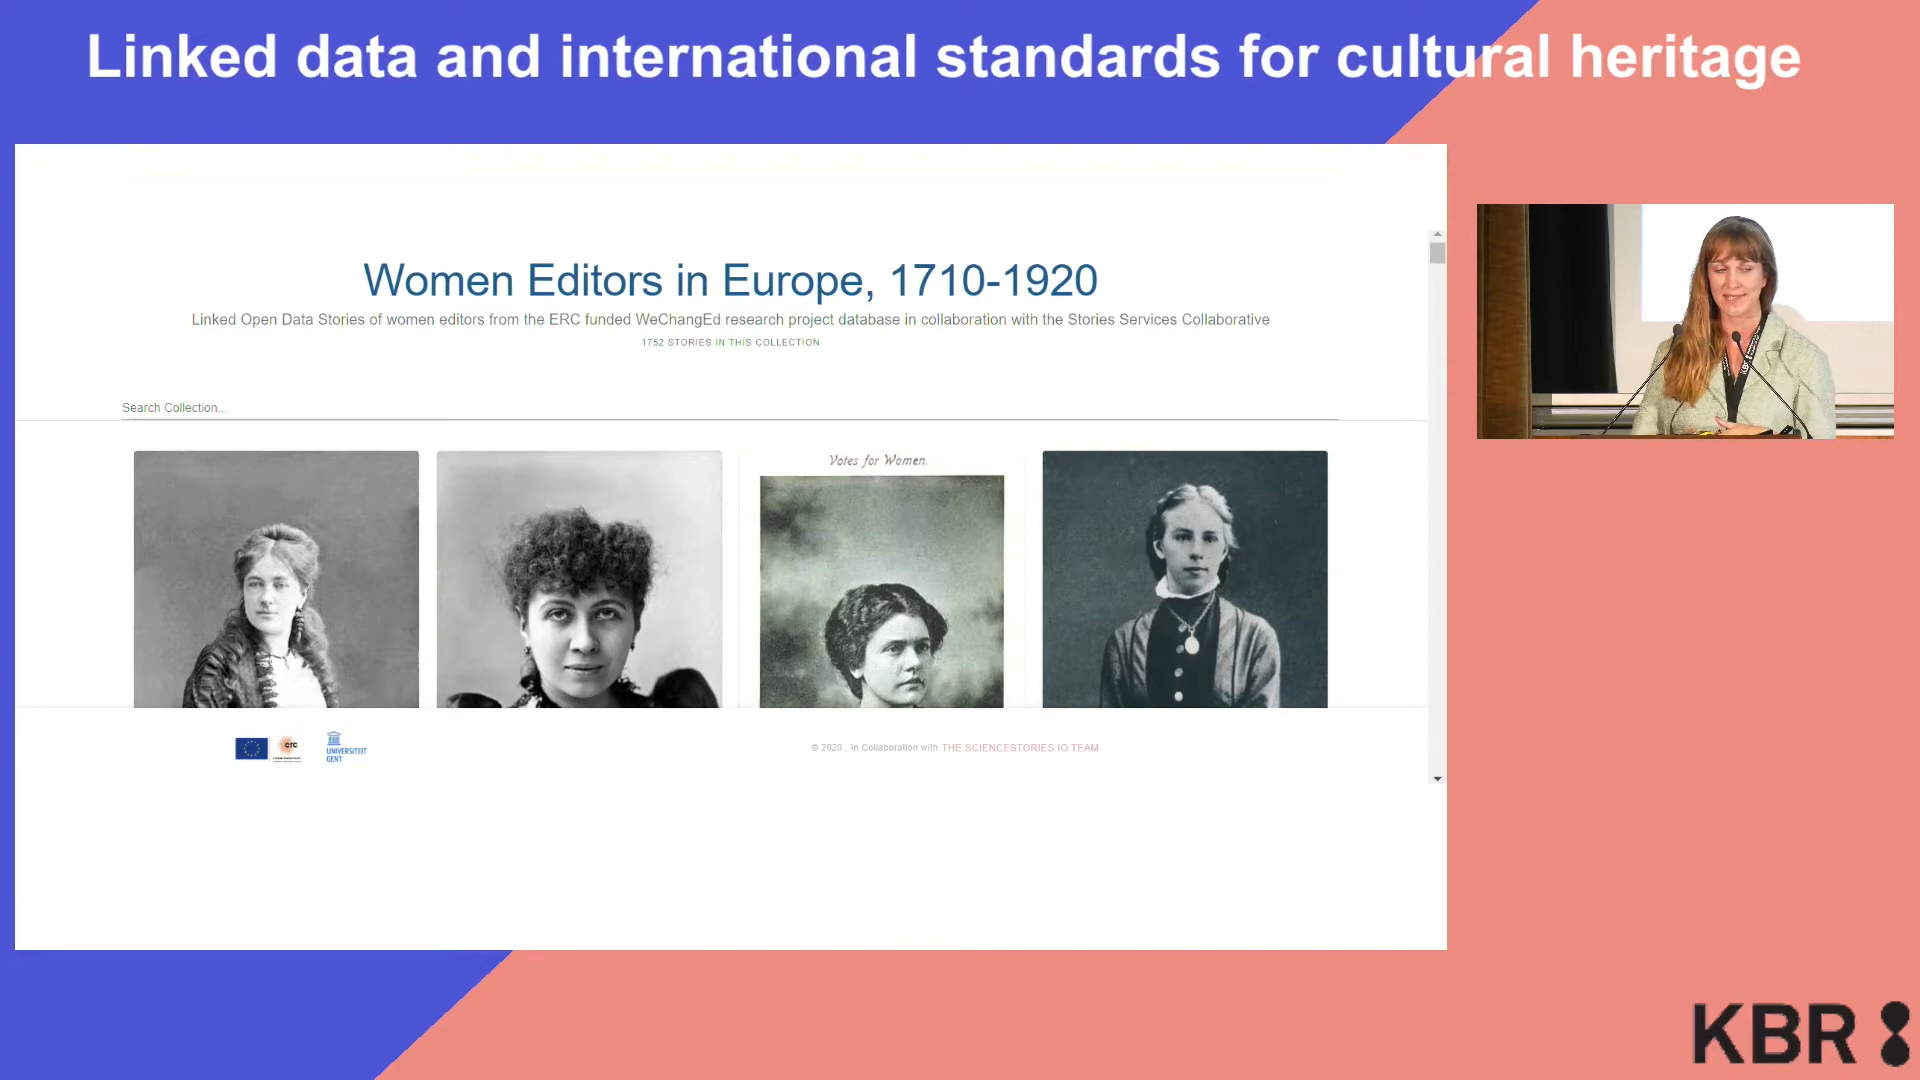 Linked data and international standards for cultural heritage
Women Editors in Europe, 1710-1920
Linked Open Data Stories of women editors from the ERC funded WeChangEd research project database in collaboration with the Stories Services Collaborative
1752 STORIES IN THIS COLLECTION
Search Collection...
Votes for Women.
erc
UNIVERSITEIT
GENT
© 2020 . In Collaboration with THE SCIENCESTORIES.IO TEAM
KBR
KBR